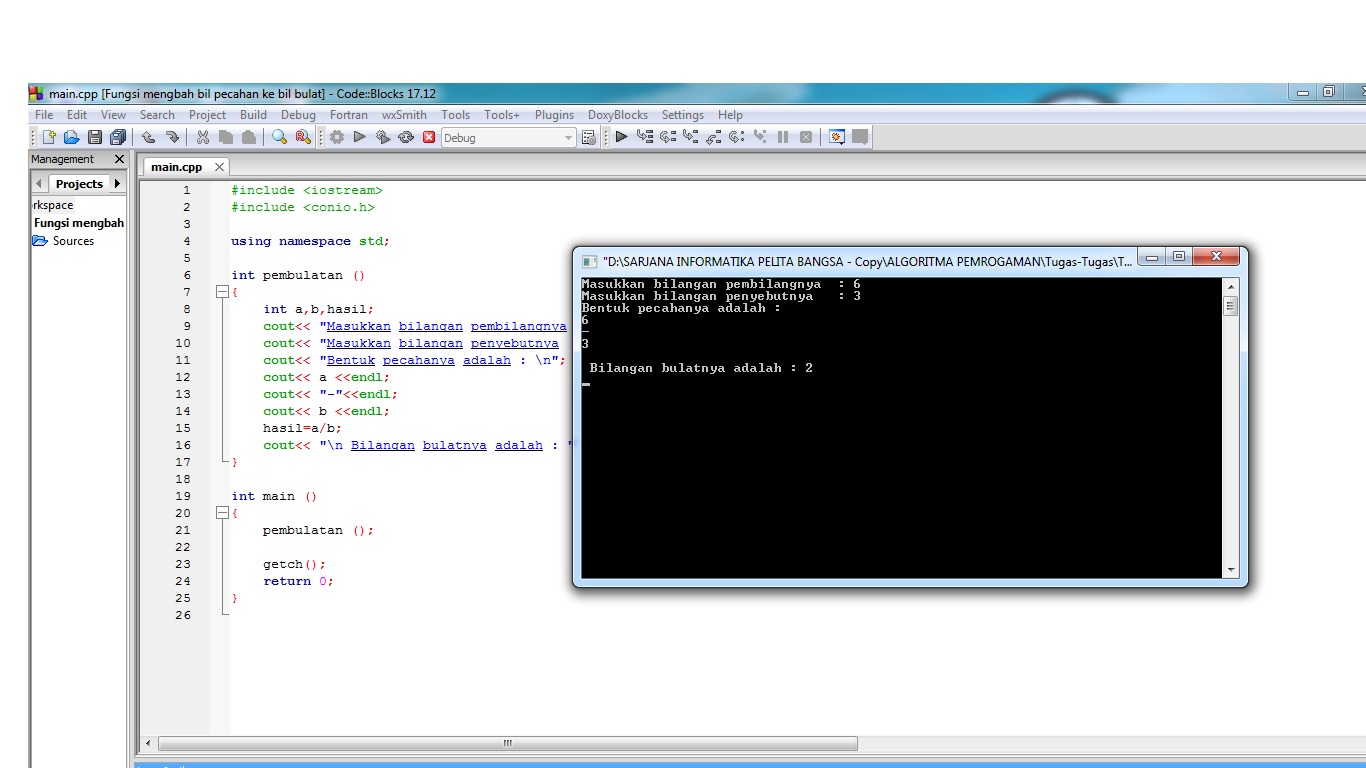 main.cpp [Fungsi mengbah bil pecahan ke bil bulat] - Code::Blocks 17.12
File Edit View Search Project Build Debug Fortran wxSmith Tools Tools+ Plugins DoxyBlocks Settings Help
Debug
Management
Projects
rkspace
Fungsi mengbah
Sources
main.cpp
1 #include <iostream>
2 #include <conio.h>
3
4 using namespace std;
5
6 int pembulatan ()
7 {
8 int a,b,hasil;
9 cout<< "Masukkan bilangan pembilangnya
10 cout<< "Masukkan bilangan penyebutnya
11 cout<< "Bentuk pecahanya adalah : \n";
12 cout<< a <<endl;
13 cout<< "-"<<endl;
14 cout<< b <<endl;
15 hasil=a/b;
16 cout<< "\n Bilangan bulatnya adalah : "
17 }
18
19 int main ()
20 {
21 pembulatan ();
22
23 getch();
24 return 0;
25 }
26
"D:\SARJANA INFORMATIKA PELITA BANGSA - Copy\ALGORITMA PEMROGAMAN\Tugas-Tugas\T...
Masukkan bilangan pembilangnya : 6
Masukkan bilangan penyebutnya : 3
Bentuk pecahanya adalah :
6
-
3
Bilangan bulatnya adalah : 2